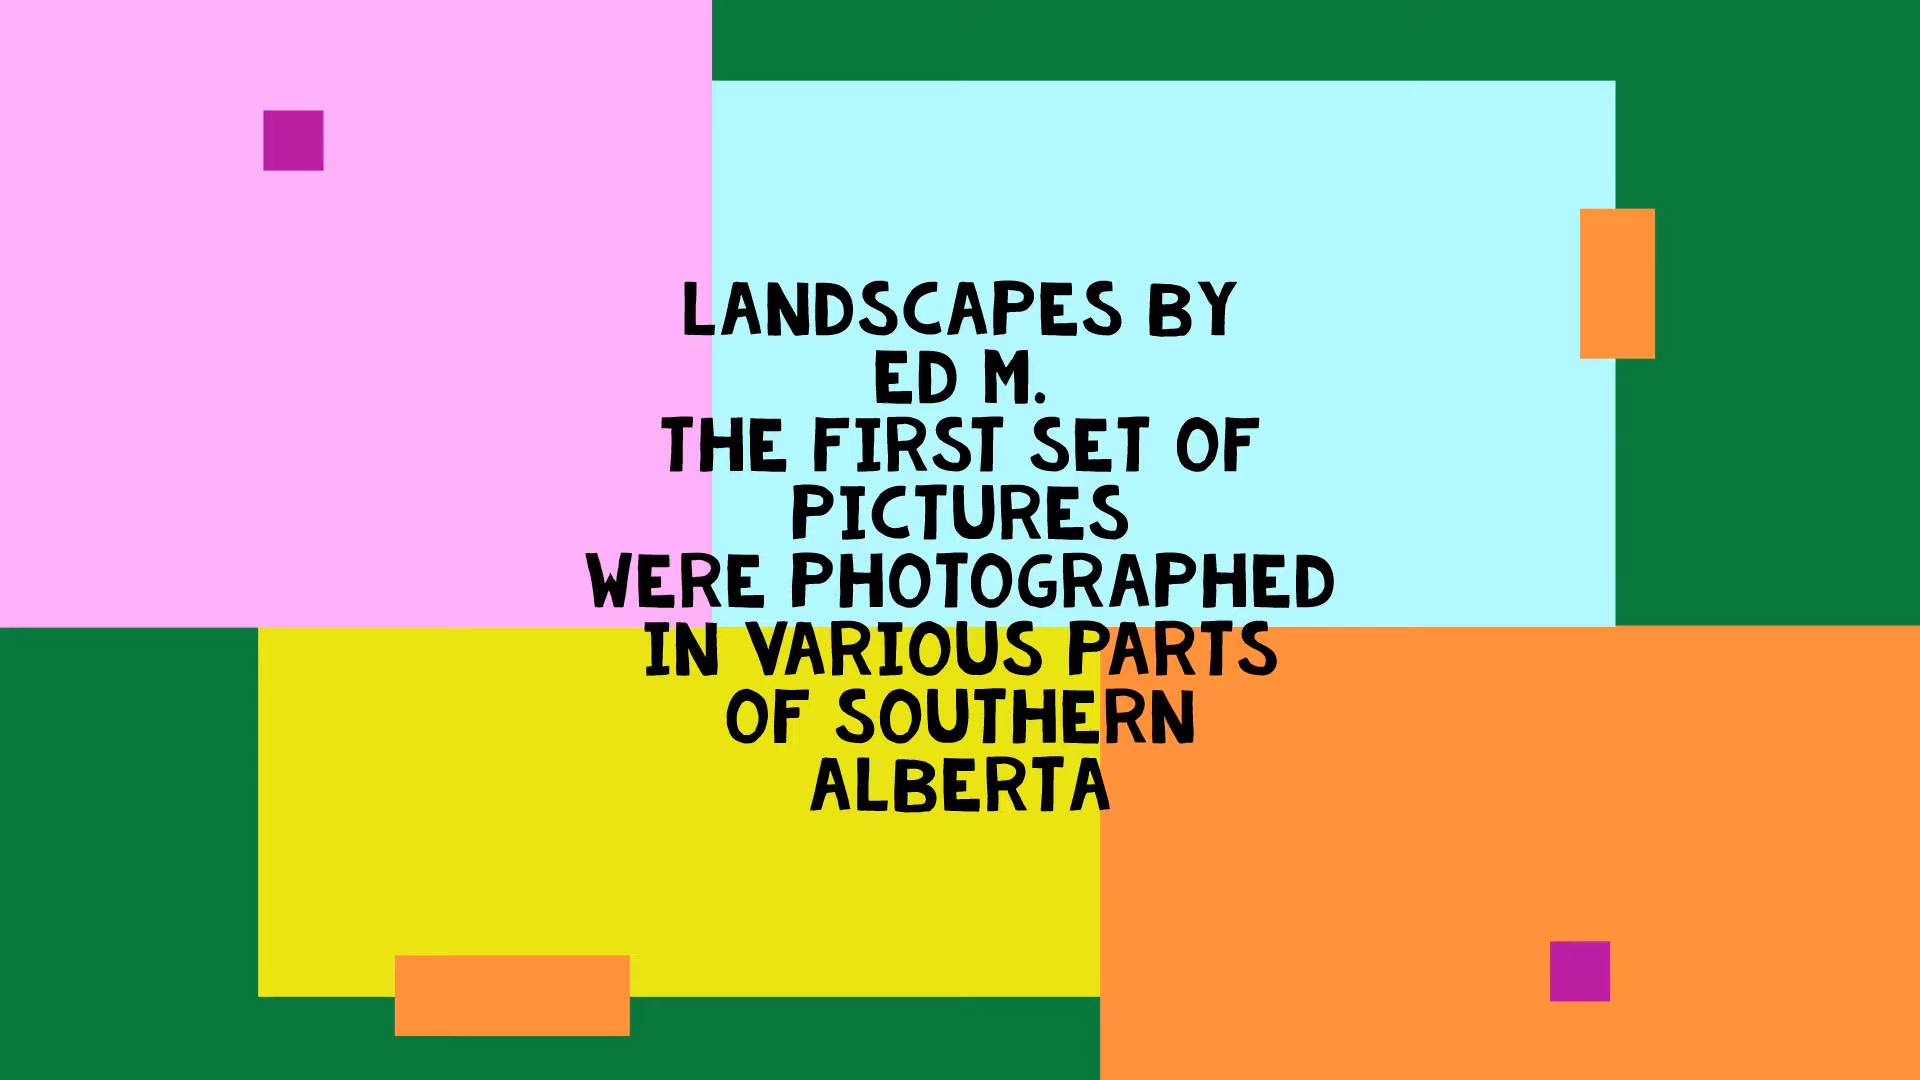 LANDSCAPES BY
ED M.
THE FIRST SET OF
PICTURES
WERE PHOTOGRAPHED
IN VARIOUS PARTS
OF SOUTHERN
ALBERTA